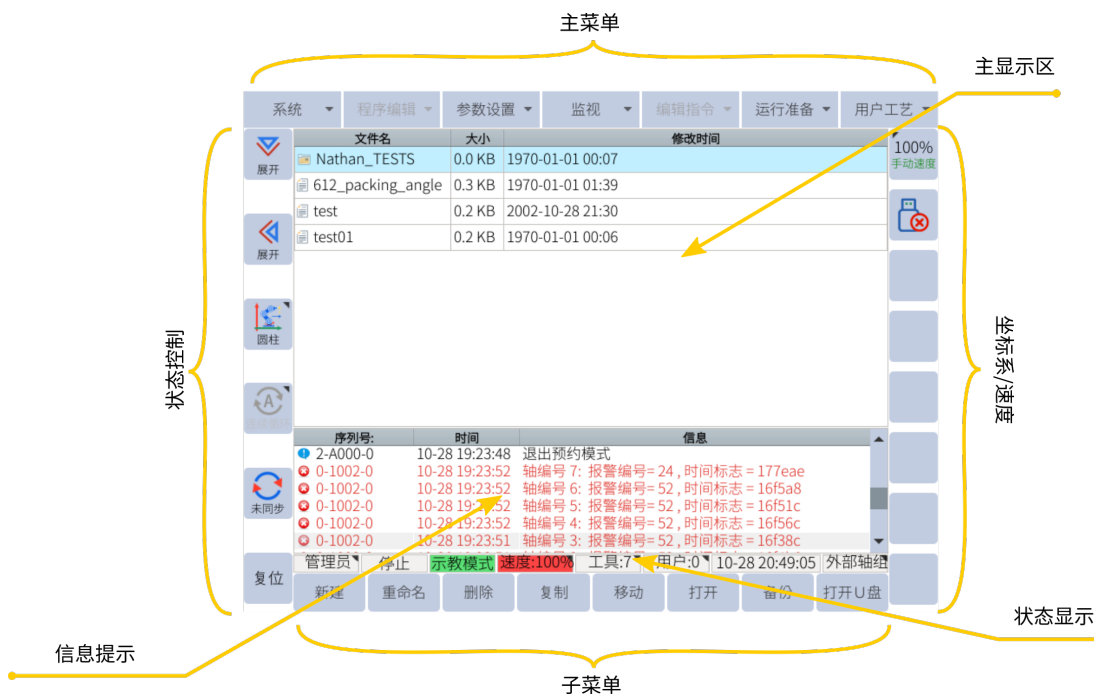 主菜单
主显示区
系统 程序编辑 参数设置 监视 编辑指令 运行准备 用户工艺
展开
展开
圆柱
未同步
复位
状态控制
文件名 大小 修改时间
Nathan_TESTS 0.0 KB 1970-01-01 00:07
612_packing_angle 0.3 KB 1970-01-01 01:39
test 0.2 KB 2002-10-28 21:30
test01 0.2 KB 1970-01-01 00:06
100%
手动速度
坐标系/速度
序列号: 时间 信息
2-A000-0 10-28 19:23:48 退出预约模式
0-1002-0 10-28 19:23:52 轴编号 7: 报警编号= 24 , 时间标志 = 177eae
0-1002-0 10-28 19:23:52 轴编号 6: 报警编号= 52 , 时间标志 = 16f5a8
0-1002-0 10-28 19:23:52 轴编号 5: 报警编号= 52 , 时间标志 = 16f51c
0-1002-0 10-28 19:23:52 轴编号 4: 报警编号= 52 , 时间标志 = 16f56c
0-1002-0 10-28 19:23:51 轴编号 3: 报警编号= 52, 时间标志 = 16f38c
管理员 停止 示教模式 速度:100% 工具:7 用户:0 10-28 20:49:05 外部轴组
新建 重命名 删除 复制 移动 打开 备份 打开U盘
状态显示
信息提示
子菜单